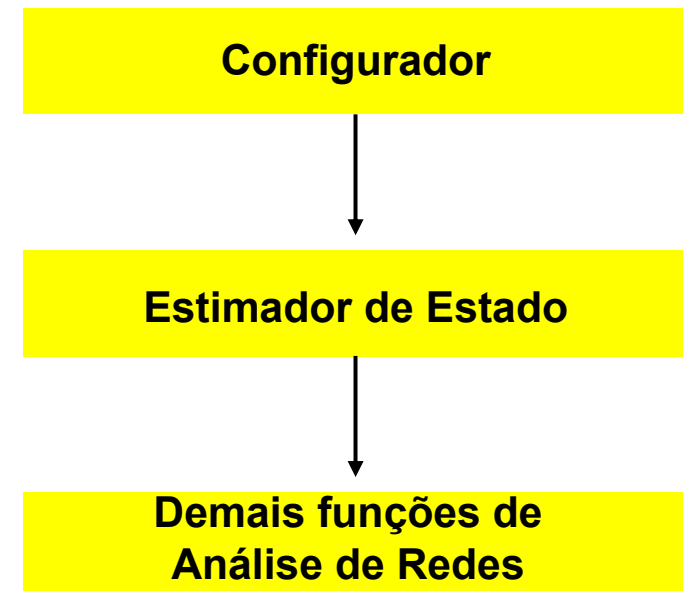 Configurador
Estimador de Estado
Demais funções de
Análise de Redes